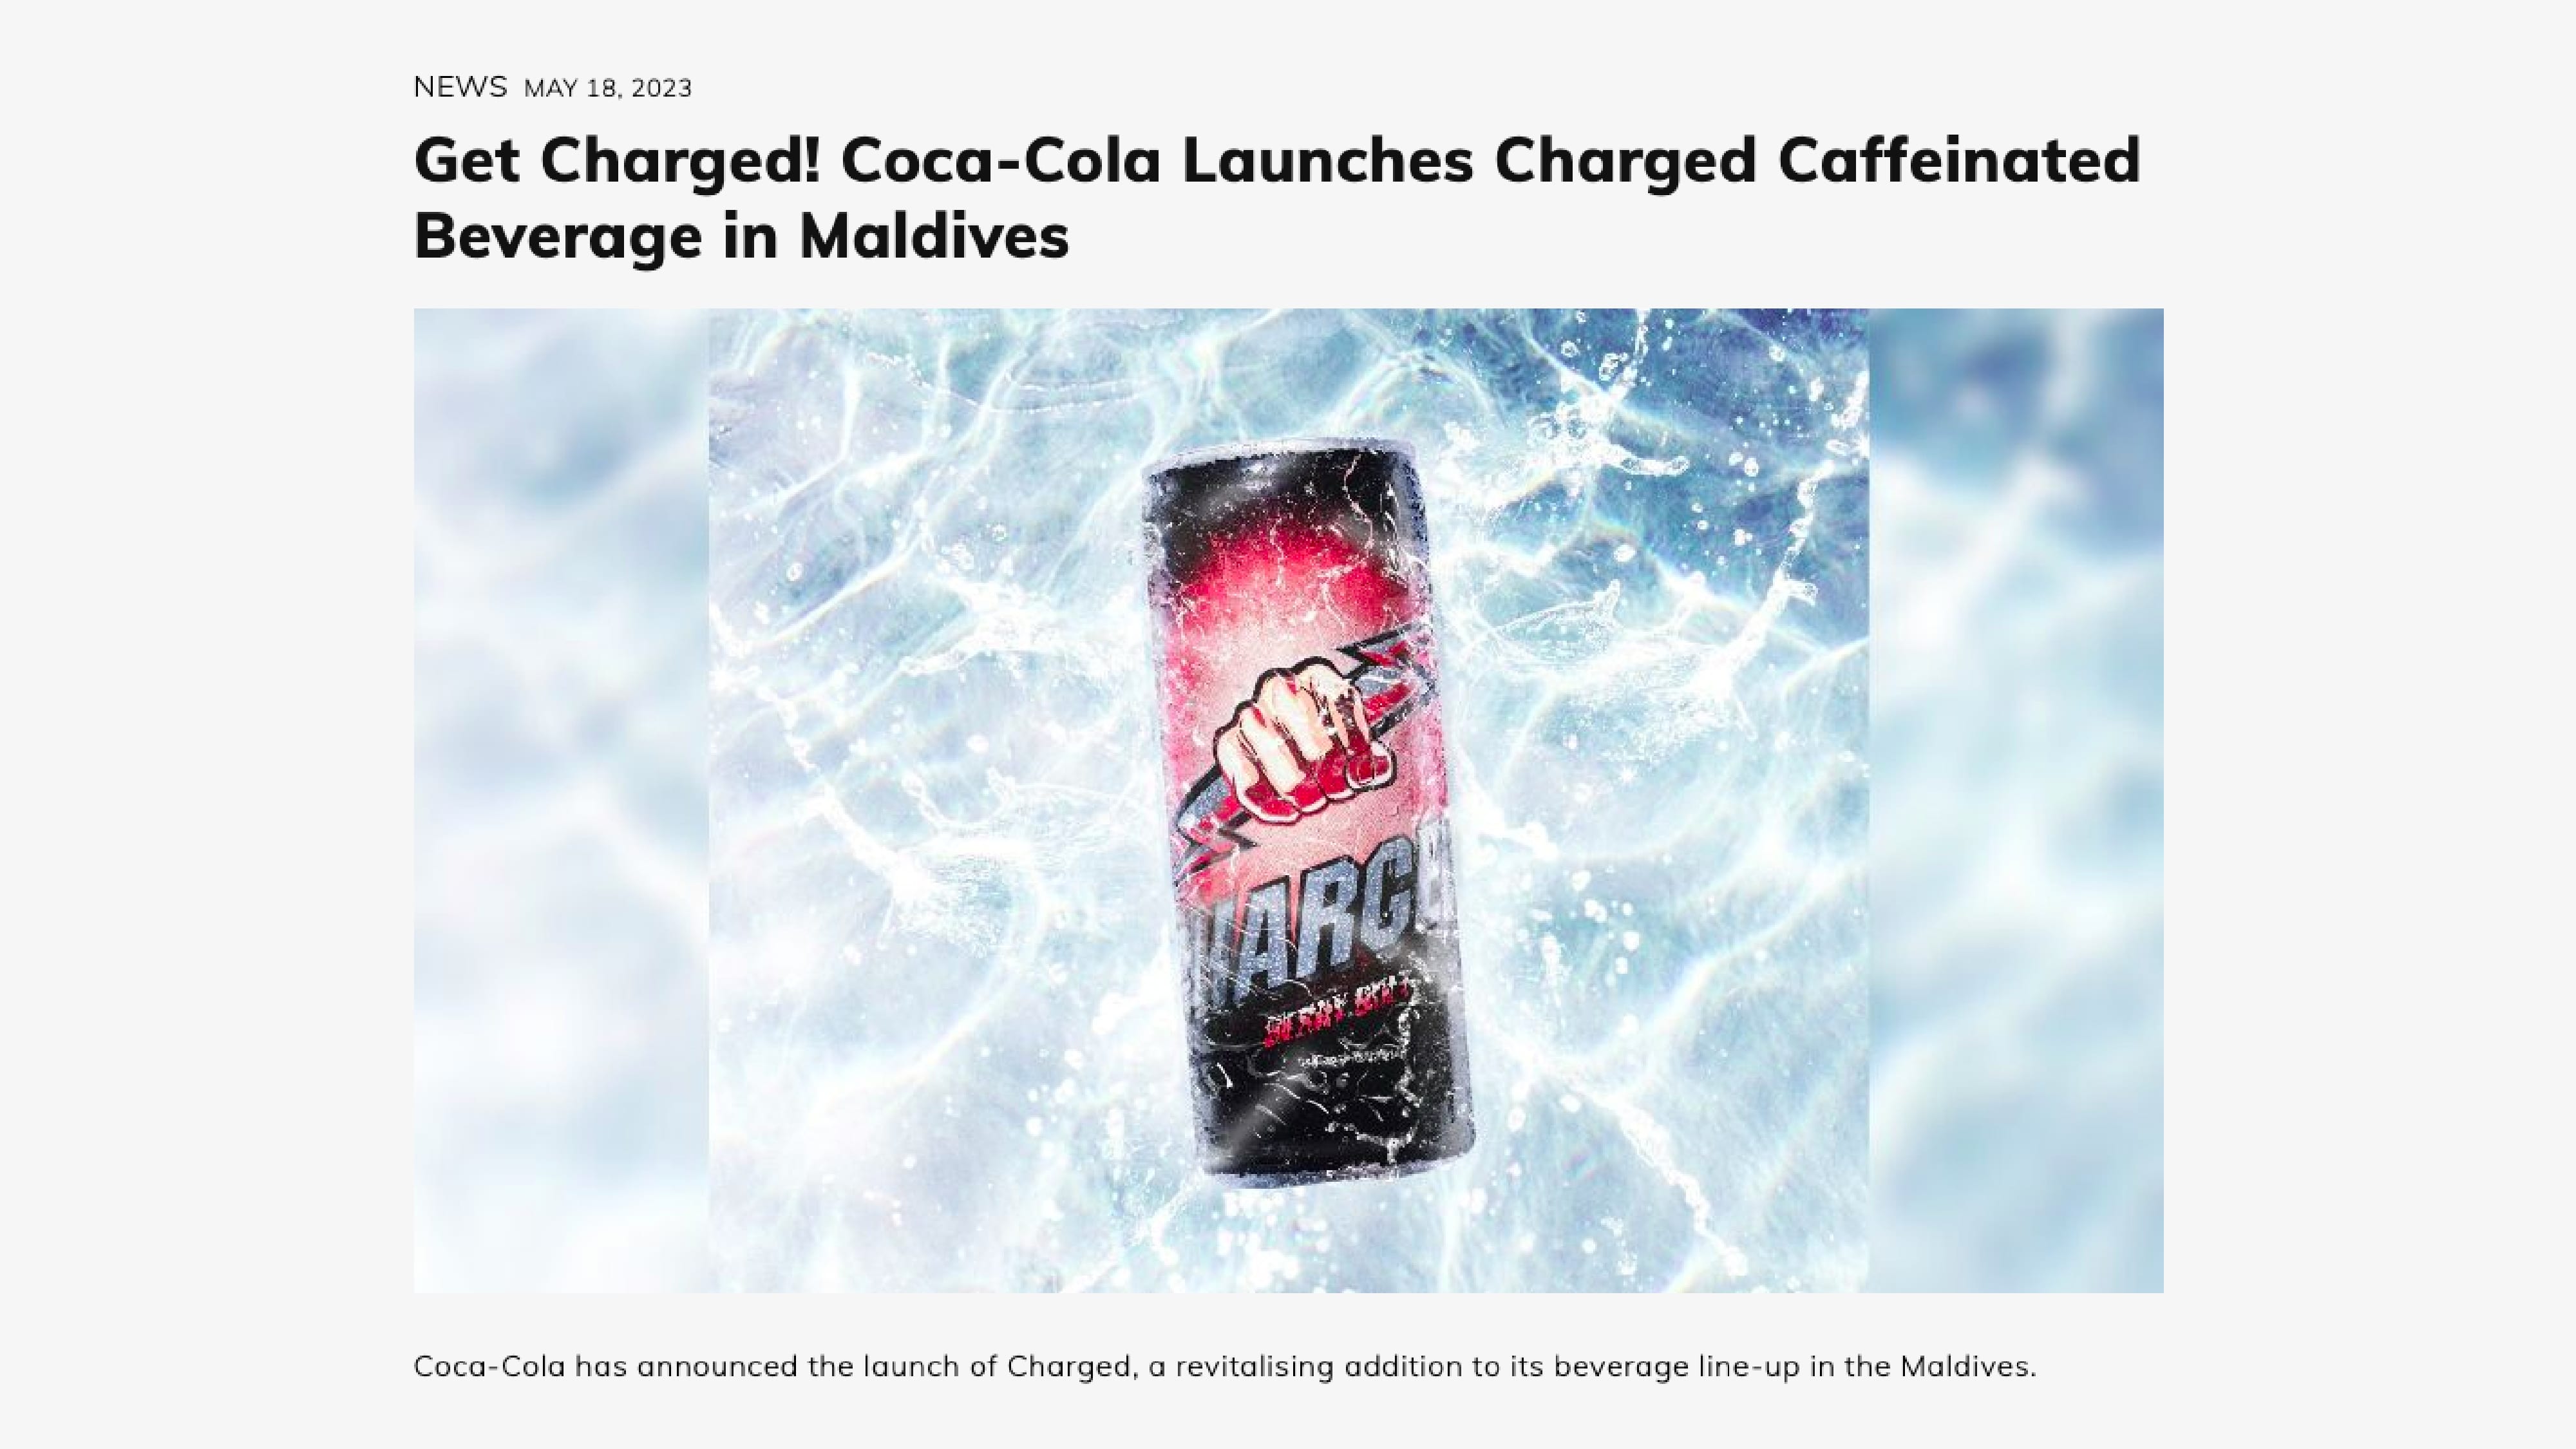 NEWS MAY 18, 2023
Get Charged! Coca-Cola Launches Charged Caffeinated
Beverage in Maldives
Coca-Cola has announced the launch of Charged, a revitalising addition to its beverage line-up in the Maldives.